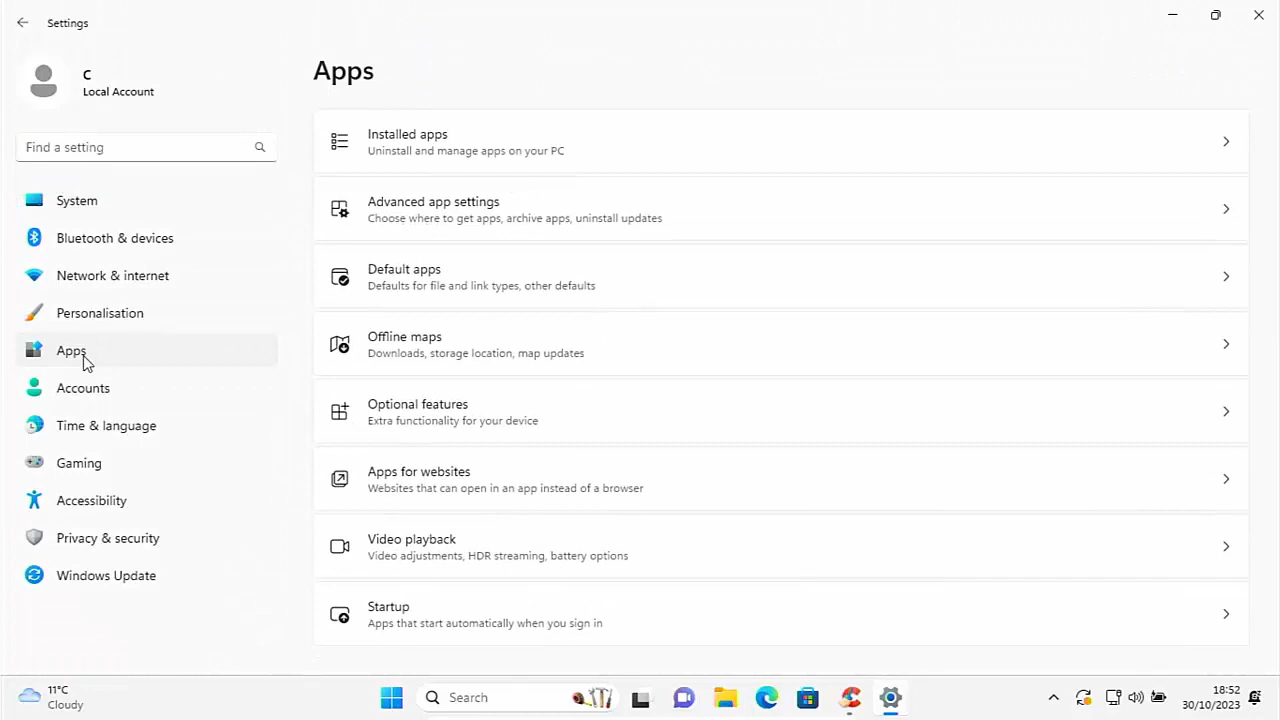 Settings
C
Local Account
Find a setting
System
Bluetooth & devices
Network & internet
Personalisation
Apps
Accounts
Time & language
Gaming
Accessibility
Privacy & security
Windows Update
Apps
Installed apps
Uninstall and manage apps on your PC
Advanced app settings
Choose where to get apps, archive apps, uninstall updates
Default apps
Defaults for file and link types, other defaults
Offline maps
Downloads, storage location, map updates
Optional features
Extra functionality for your device
Apps for websites
Websites that can open in an app instead of a browser
Video playback
Video adjustments, HDR streaming, battery options
Startup
Apps that start automatically when you sign in
11°C
Cloudy
Search
18:52
30/10/2023